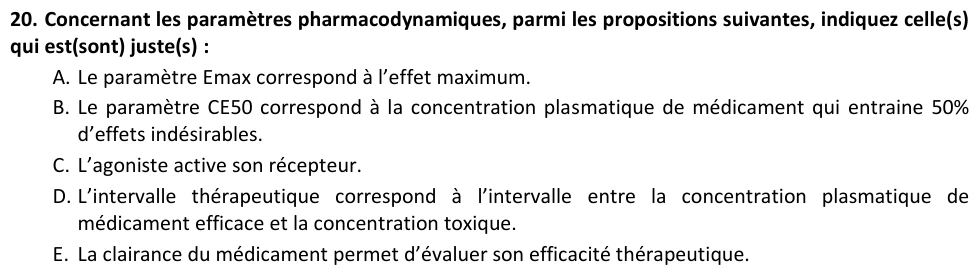 20. Concernant les paramètres pharmacodynamiques, parmi les propositions suivantes, indiquez celle(s)
qui est(sont) juste(s) :
A. Le paramètre Emax correspond à l'effet maximum.
B. Le paramètre CE50 correspond à la concentration plasmatique de médicament qui entraine 50%
d'effets indésirables.
C. L'agoniste active son récepteur.
D. L'intervalle thérapeutique correspond à l'intervalle entre la concentration plasmatique de
médicament efficace et la concentration toxique.
E. La clairance du médicament permet d'évaluer son efficacité thérapeutique.